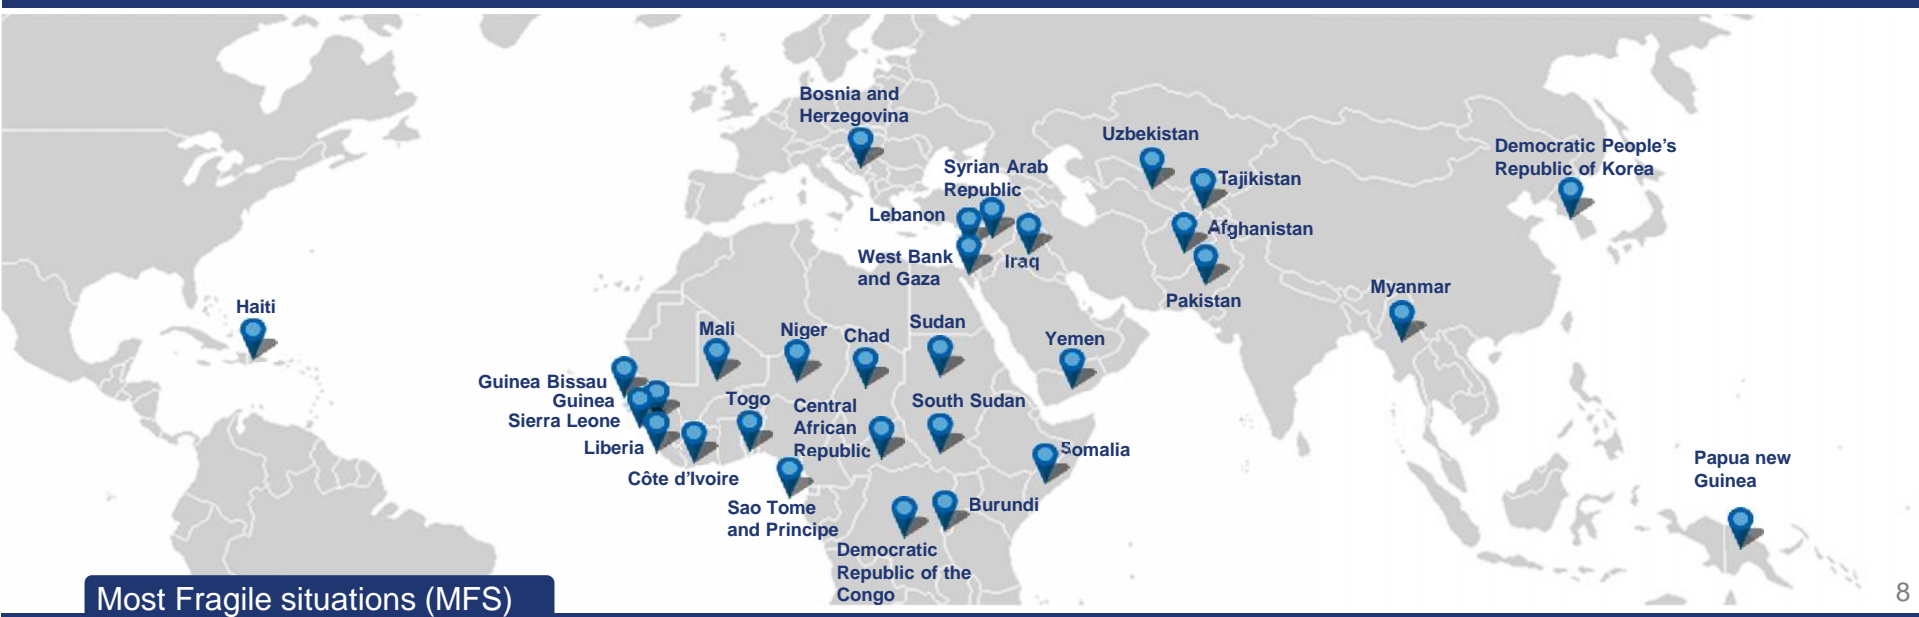 Bosnia and
Herzegovina
Uzbekistan
Democratic People's
Republic of Korea
Syrian Arab
Republic
Tajikistan
Lebanon
Afghanistan
West Bank
and Gaza
Iraq
Pakistan
Myanmar
Haiti
Mali
Niger
Chad
Sudan
Yemen
Guinea Bissau
Guinea
Sierra Leone
Liberia
Togo
Central
African
Republic
South Sudan
Somalia
Côte d'Ivoire
Sao Tome
and Principe
Burundi
Democratic
Republic of the
Congo
Papua new
Guinea
Most Fragile situations (MFS)
8